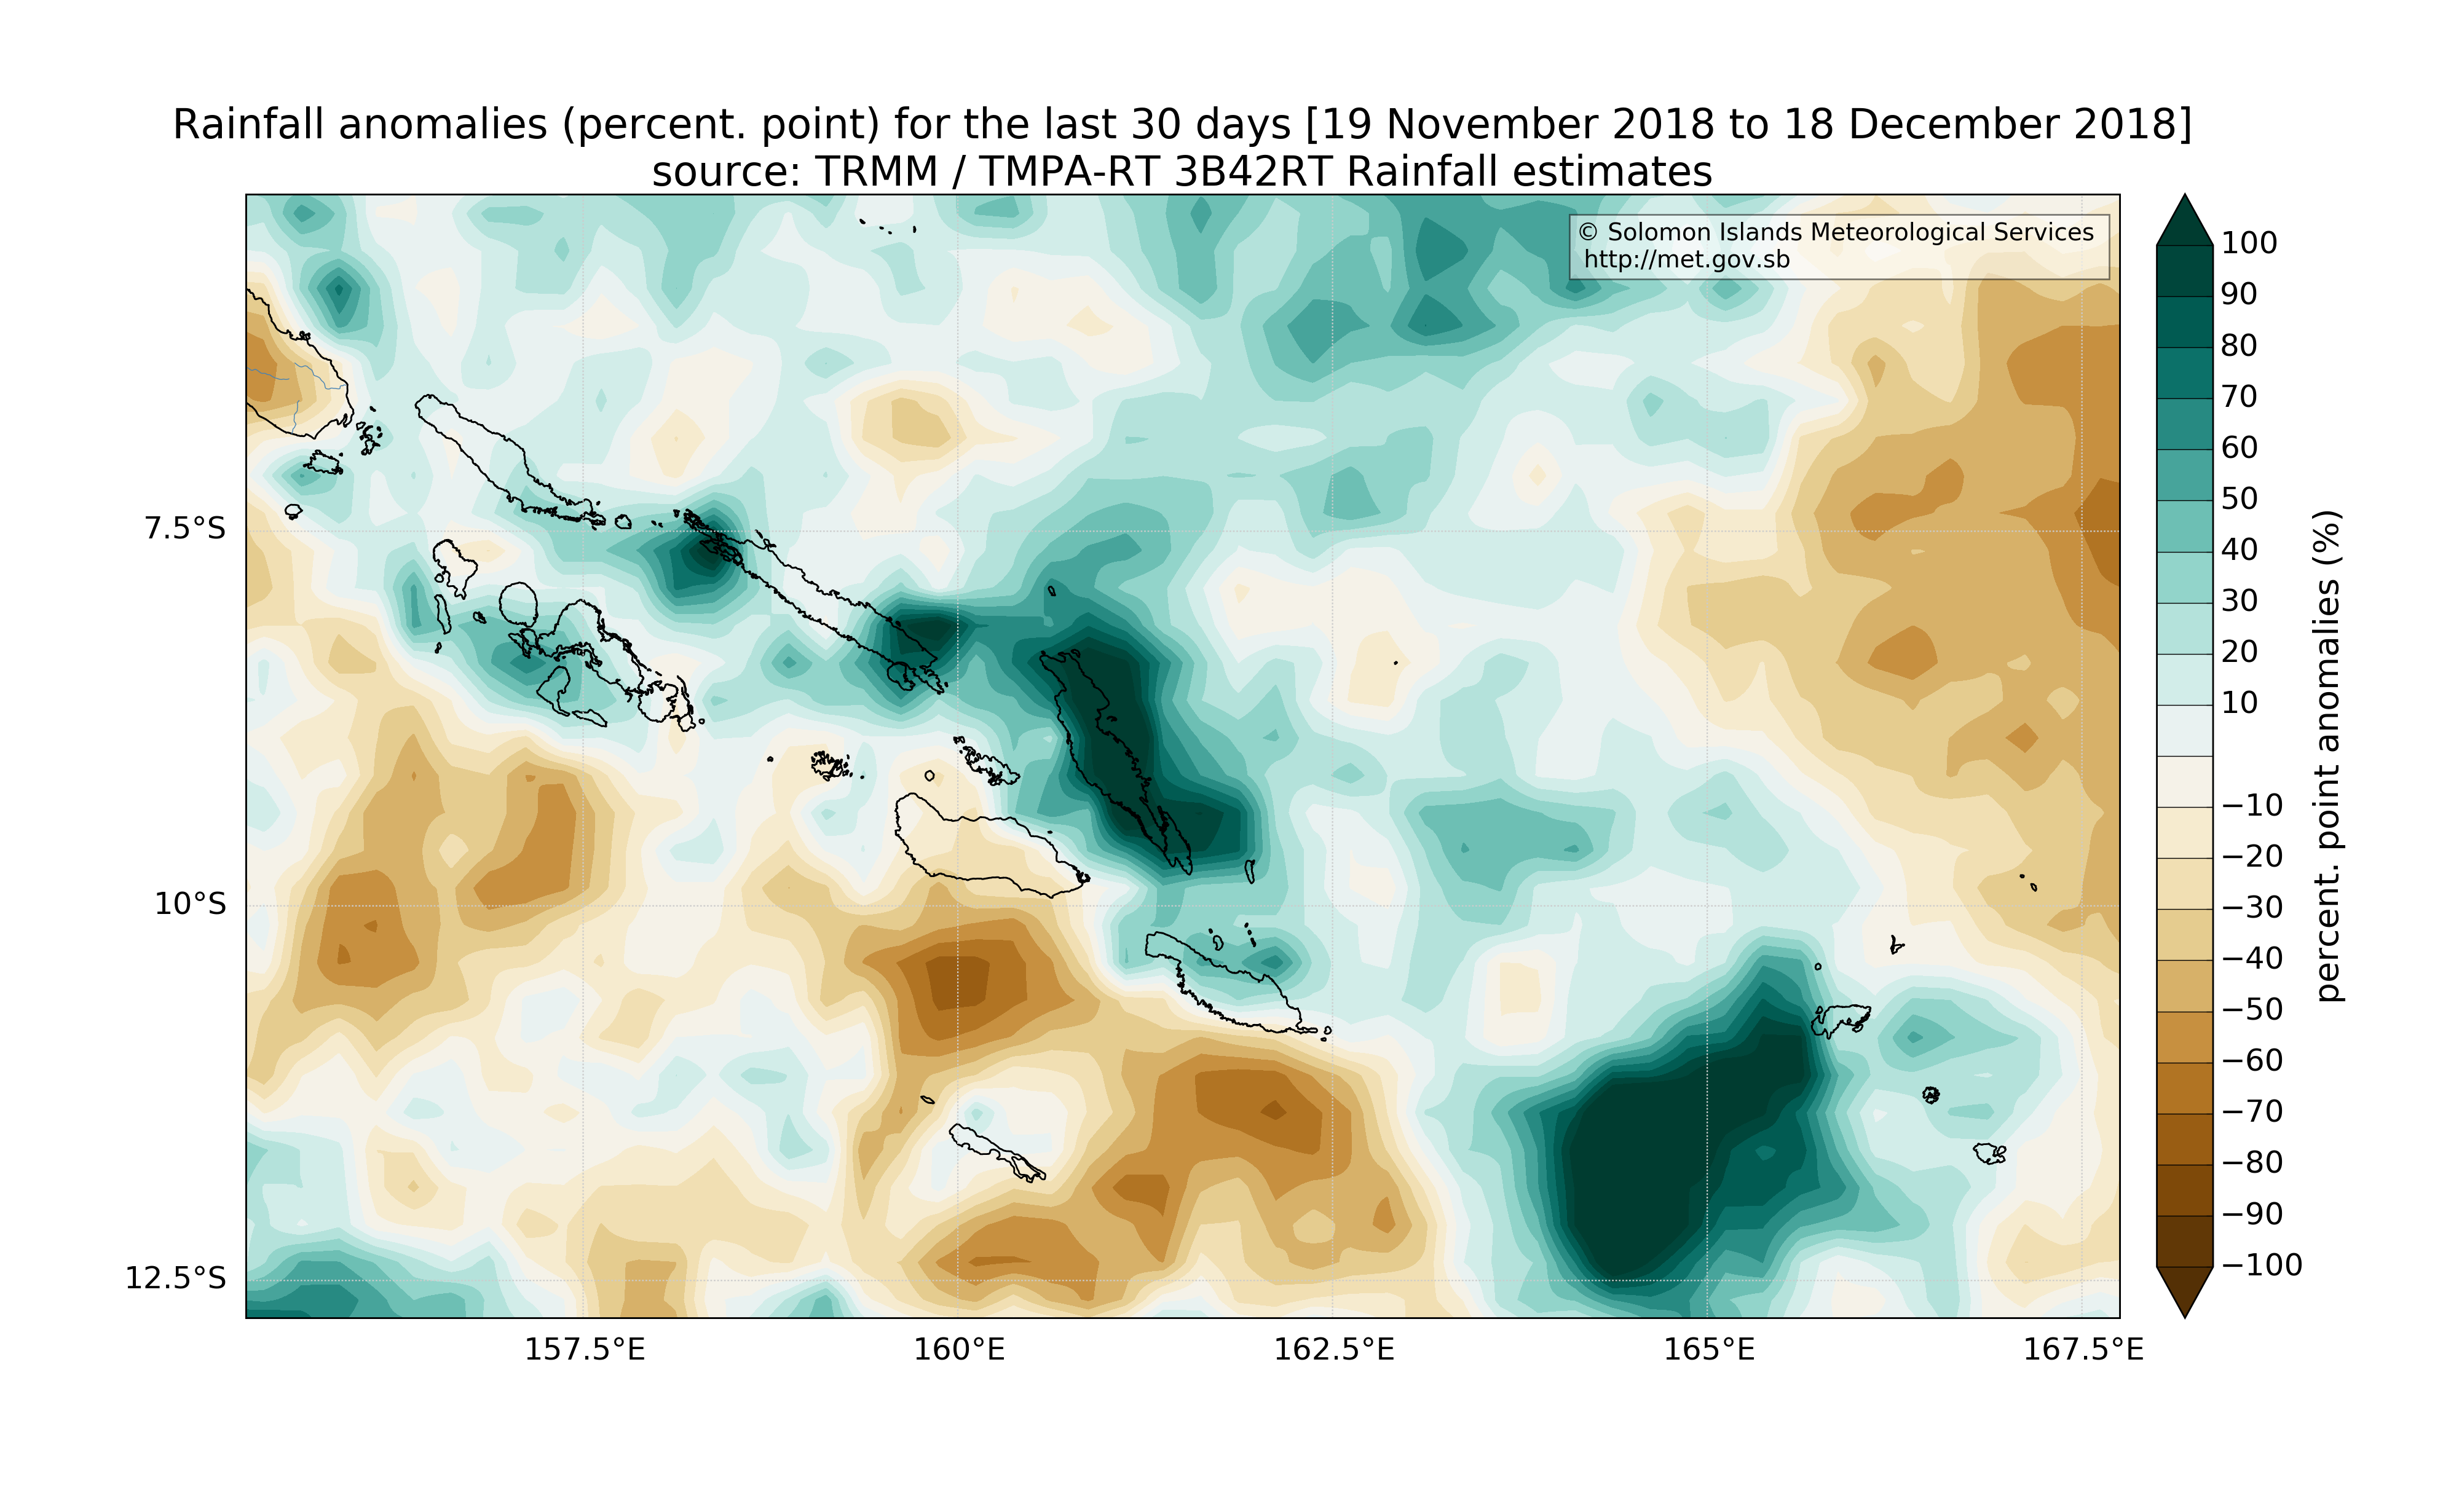 Rainfall anomalies (percent. point) for the last 30 days [19 November 2018 to 18 December 2018]
source: TRMM / TMPA-RT 3B42RT Rainfall estimates
© Solomon Islands Meteorological Services
http://met.gov.sb
7.5°S
10°S
12.5°S
157.5°E
160°E
162.5°E
165°E
167.5°E
100
90
80
70
60
50
40
30
20
10
−10
−20
−30
−40
−50
−60
−70
−80
−90
−100
percent. point anomalies (%)